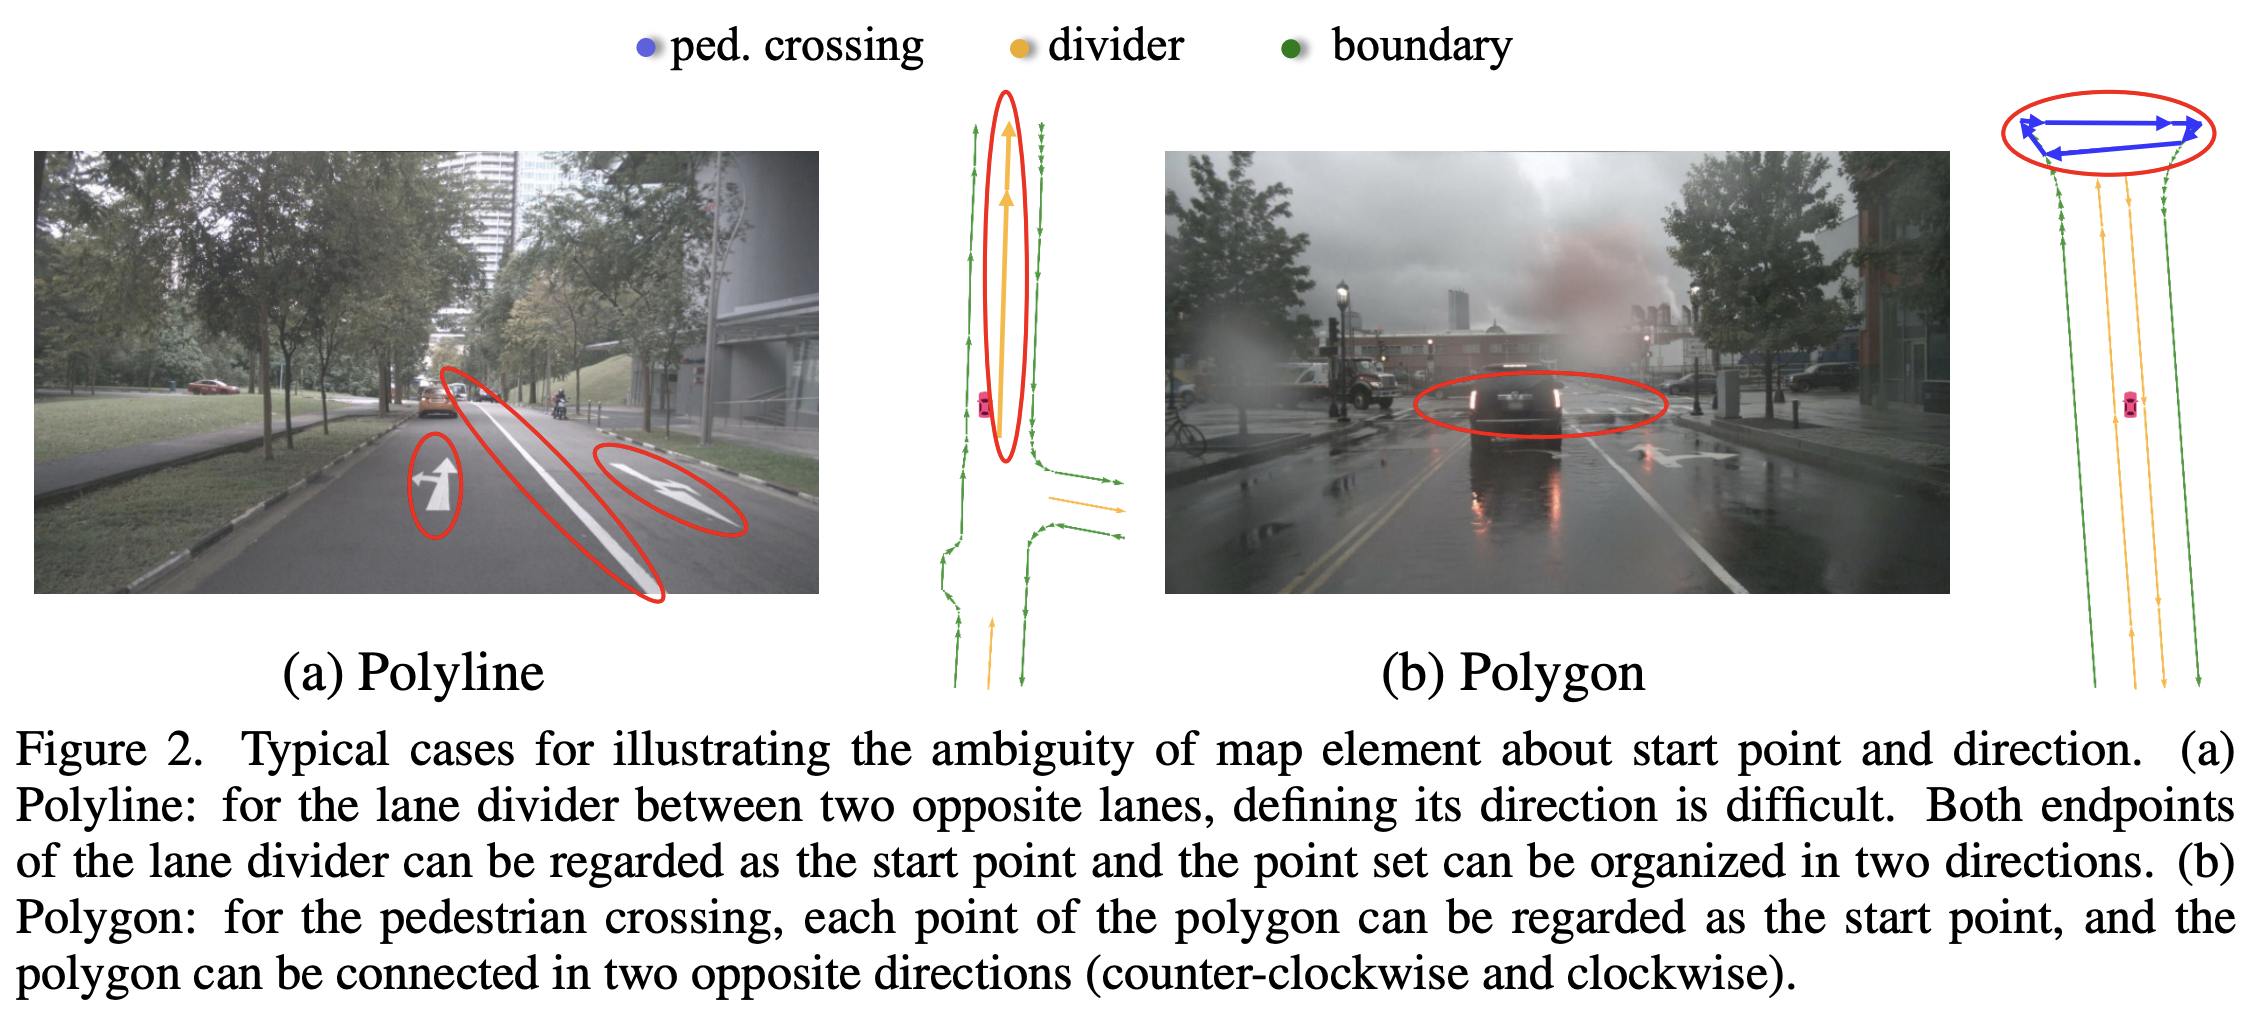 ped. crossing divider boundary
(a) Polyline (b) Polygon
Figure 2. Typical cases for illustrating the ambiguity of map element about start point and direction. (a)
Polyline: for the lane divider between two opposite lanes, defining its direction is difficult. Both endpoints
of the lane divider can be regarded as the start point and the point set can be organized in two directions. (b)
Polygon: for the pedestrian crossing, each point of the polygon can be regarded as the start point, and the
polygon can be connected in two opposite directions (counter-clockwise and clockwise).